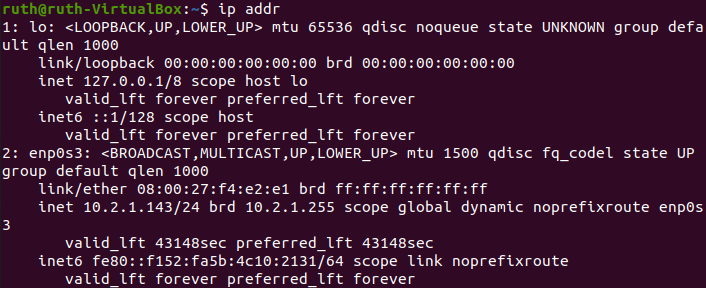 ruth@ruth-VirtualBox:~$ ip addr
1: lo: <LOOPBACK,UP,LOWER_UP> mtu 65536 qdisc noqueue state UNKNOWN group defa
ult qlen 1000
    link/loopback 00:00:00:00:00:00 brd 00:00:00:00:00:00
    inet 127.0.0.1/8 scope host lo
       valid_lft forever preferred_lft forever
    inet6 ::1/128 scope host
       valid_lft forever preferred_lft forever
2: enp0s3: <BROADCAST,MULTICAST,UP,LOWER_UP> mtu 1500 qdisc fq_codel state UP
group default qlen 1000
    link/ether 08:00:27:f4:e2:e1 brd ff:ff:ff:ff:ff:ff
    inet 10.2.1.143/24 brd 10.2.1.255 scope global dynamic noprefixroute enp0s
3
       valid_lft 43148sec preferred_lft 43148sec
    inet6 fe80::f152:fa5b:4c10:2131/64 scope link noprefixroute
       valid_lft forever preferred_lft forever